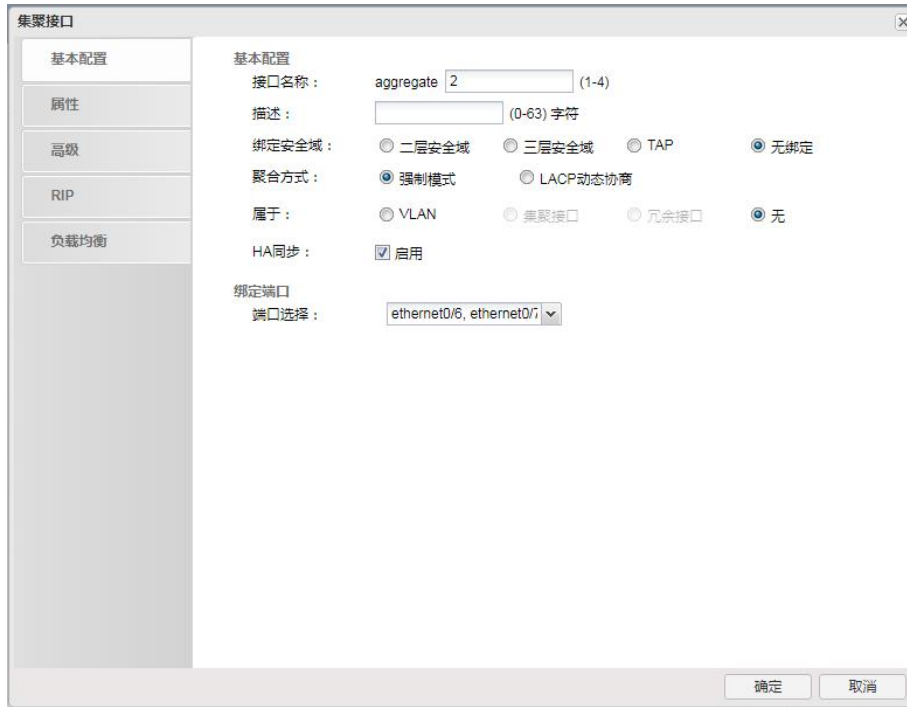 集聚接口
基本配置
属性
高级
RIP
负载均衡
基本配置
接口名称： aggregate 2 (1-4)
描述： (0-63) 字符
绑定安全域： 二层安全域 三层安全域 TAP 无绑定
聚合方式： 强制模式 LACP动态协商
属于： VLAN 集聚接口 冗余接口 无
HA同步： 启用
绑定端口
端口选择： ethernet0/6, ethernet0/7
确定 取消